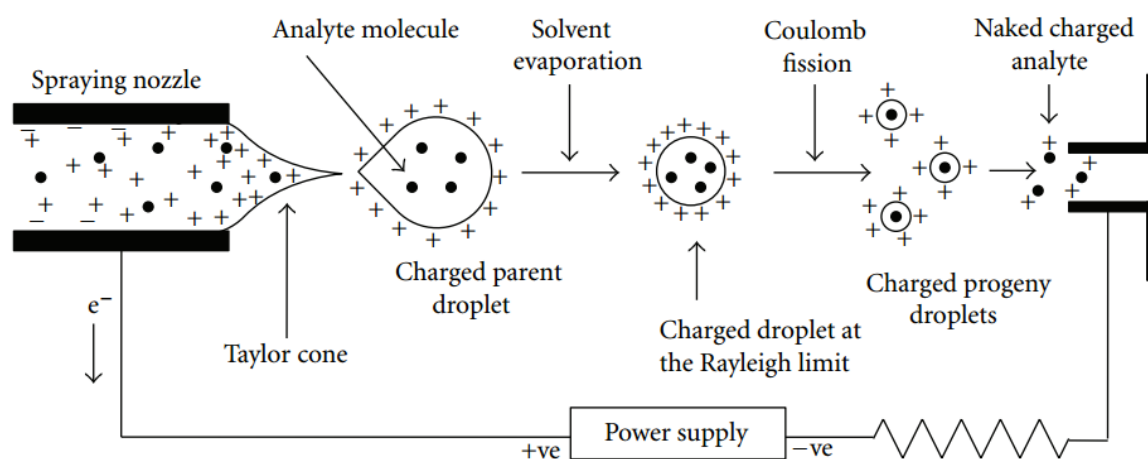 Spraying nozzle
Analyte molecule
Solvent
evaporation
Coulomb
fission
Naked charged
analyte
Charged parent
droplet
Charged progeny
droplets
e⁻
Taylor cone
Charged droplet at
the Rayleigh limit
+ve
Power supply
−ve